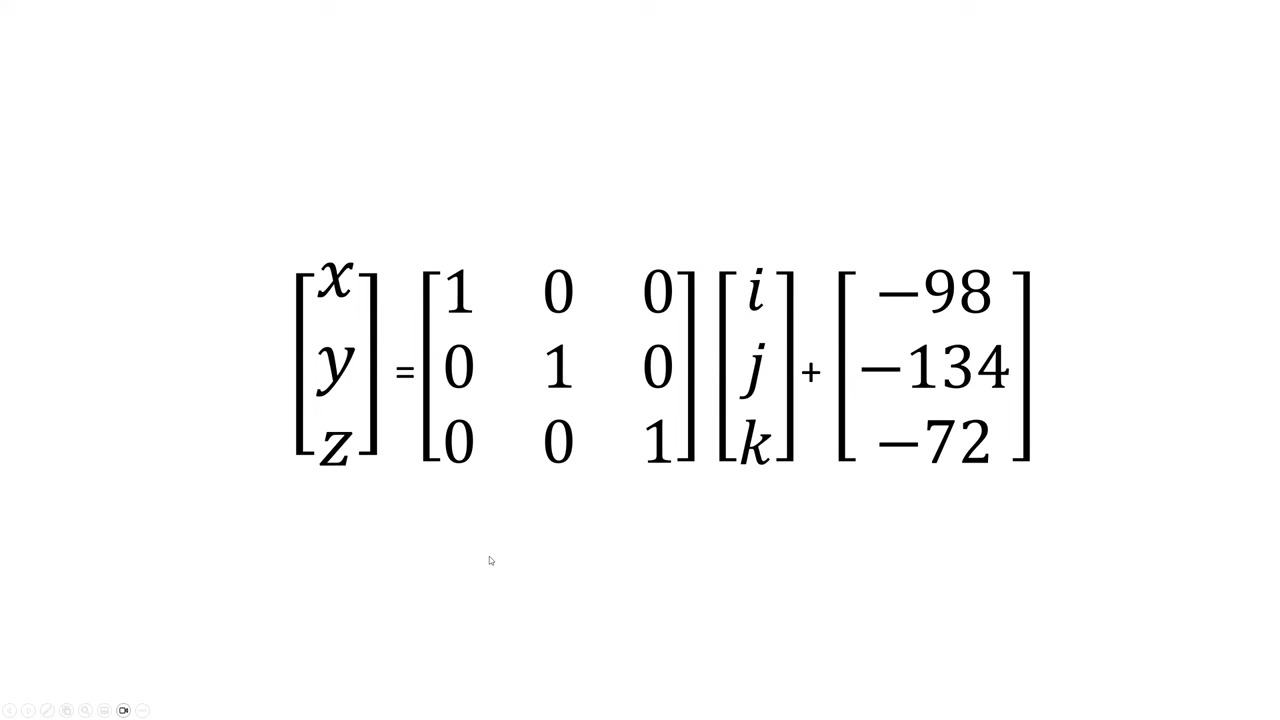 x 1 0 0 i −98
y = 0 1 0 j + −134
z 0 0 1 k −72